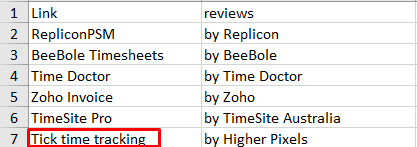 1 Link reviews
2 RepliconPSM by Replicon
3 BeeBole Timesheets by BeeBole
4 Time Doctor by Time Doctor
5 Zoho Invoice by Zoho
6 TimeSite Pro by TimeSite Australia
7 Tick time tracking by Higher Pixels